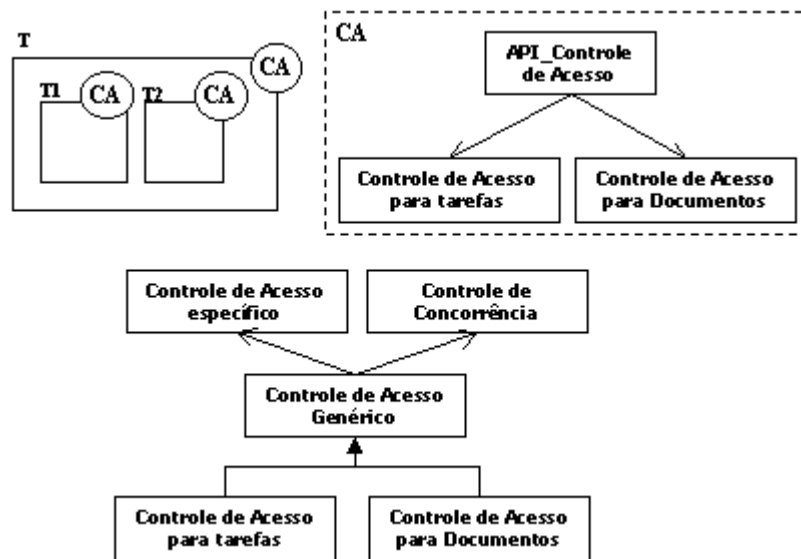 T
CA
T1
CA
T2
CA
CA
API_Controle
de Acesso
Controle de Acesso
para tarefas
Controle de Acesso
para Documentos
Controle de Acesso
específico
Controle de
Concorrência
Controle de Acesso
Genérico
Controle de Acesso
para tarefas
Controle de Acesso
para Documentos